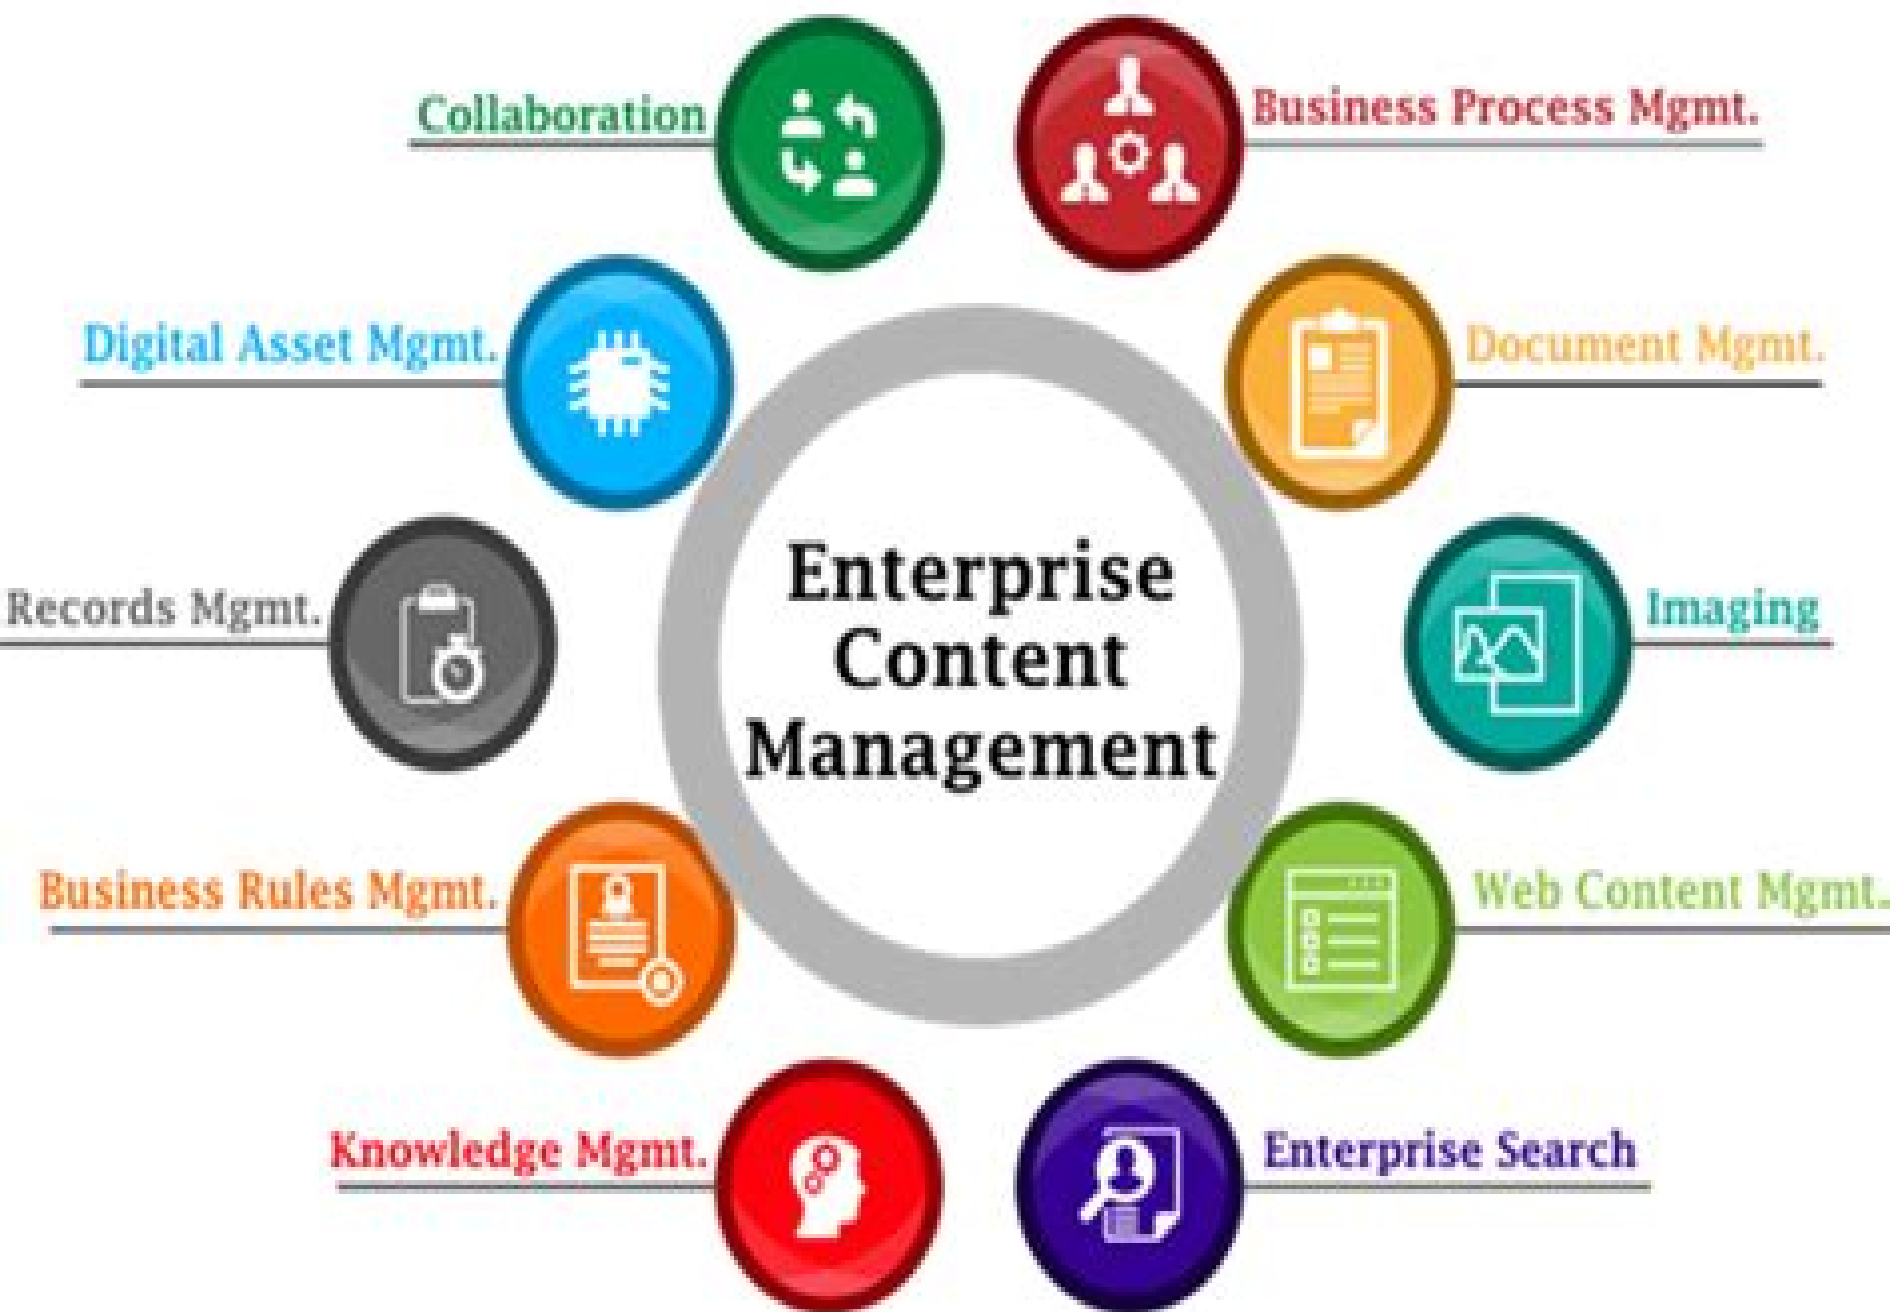 Collaboration
Business Process Mgmt.
Digital Asset Mgmt.
Document Mgmt.
Records Mgmt.
Imaging
Enterprise
Content
Management
Business Rules Mgmt.
Web Content Mgmt.
Knowledge Mgmt.
Enterprise Search